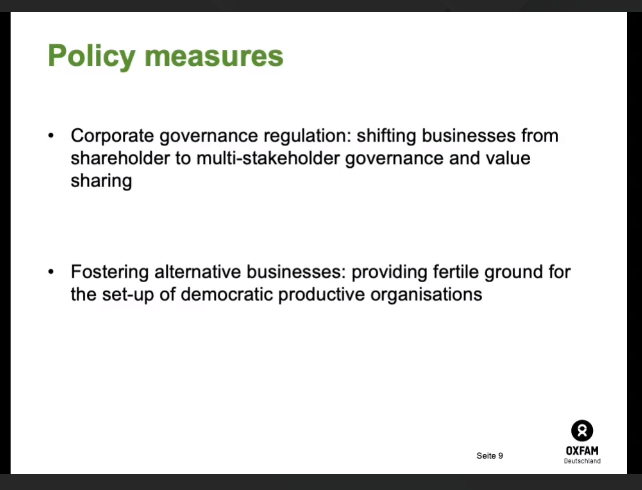 Policy measures
• Corporate governance regulation: shifting businesses from
shareholder to multi-stakeholder governance and value
sharing
• Fostering alternative businesses: providing fertile ground for
the set-up of democratic productive organisations
Seite 9
OXFAM
Deutschland